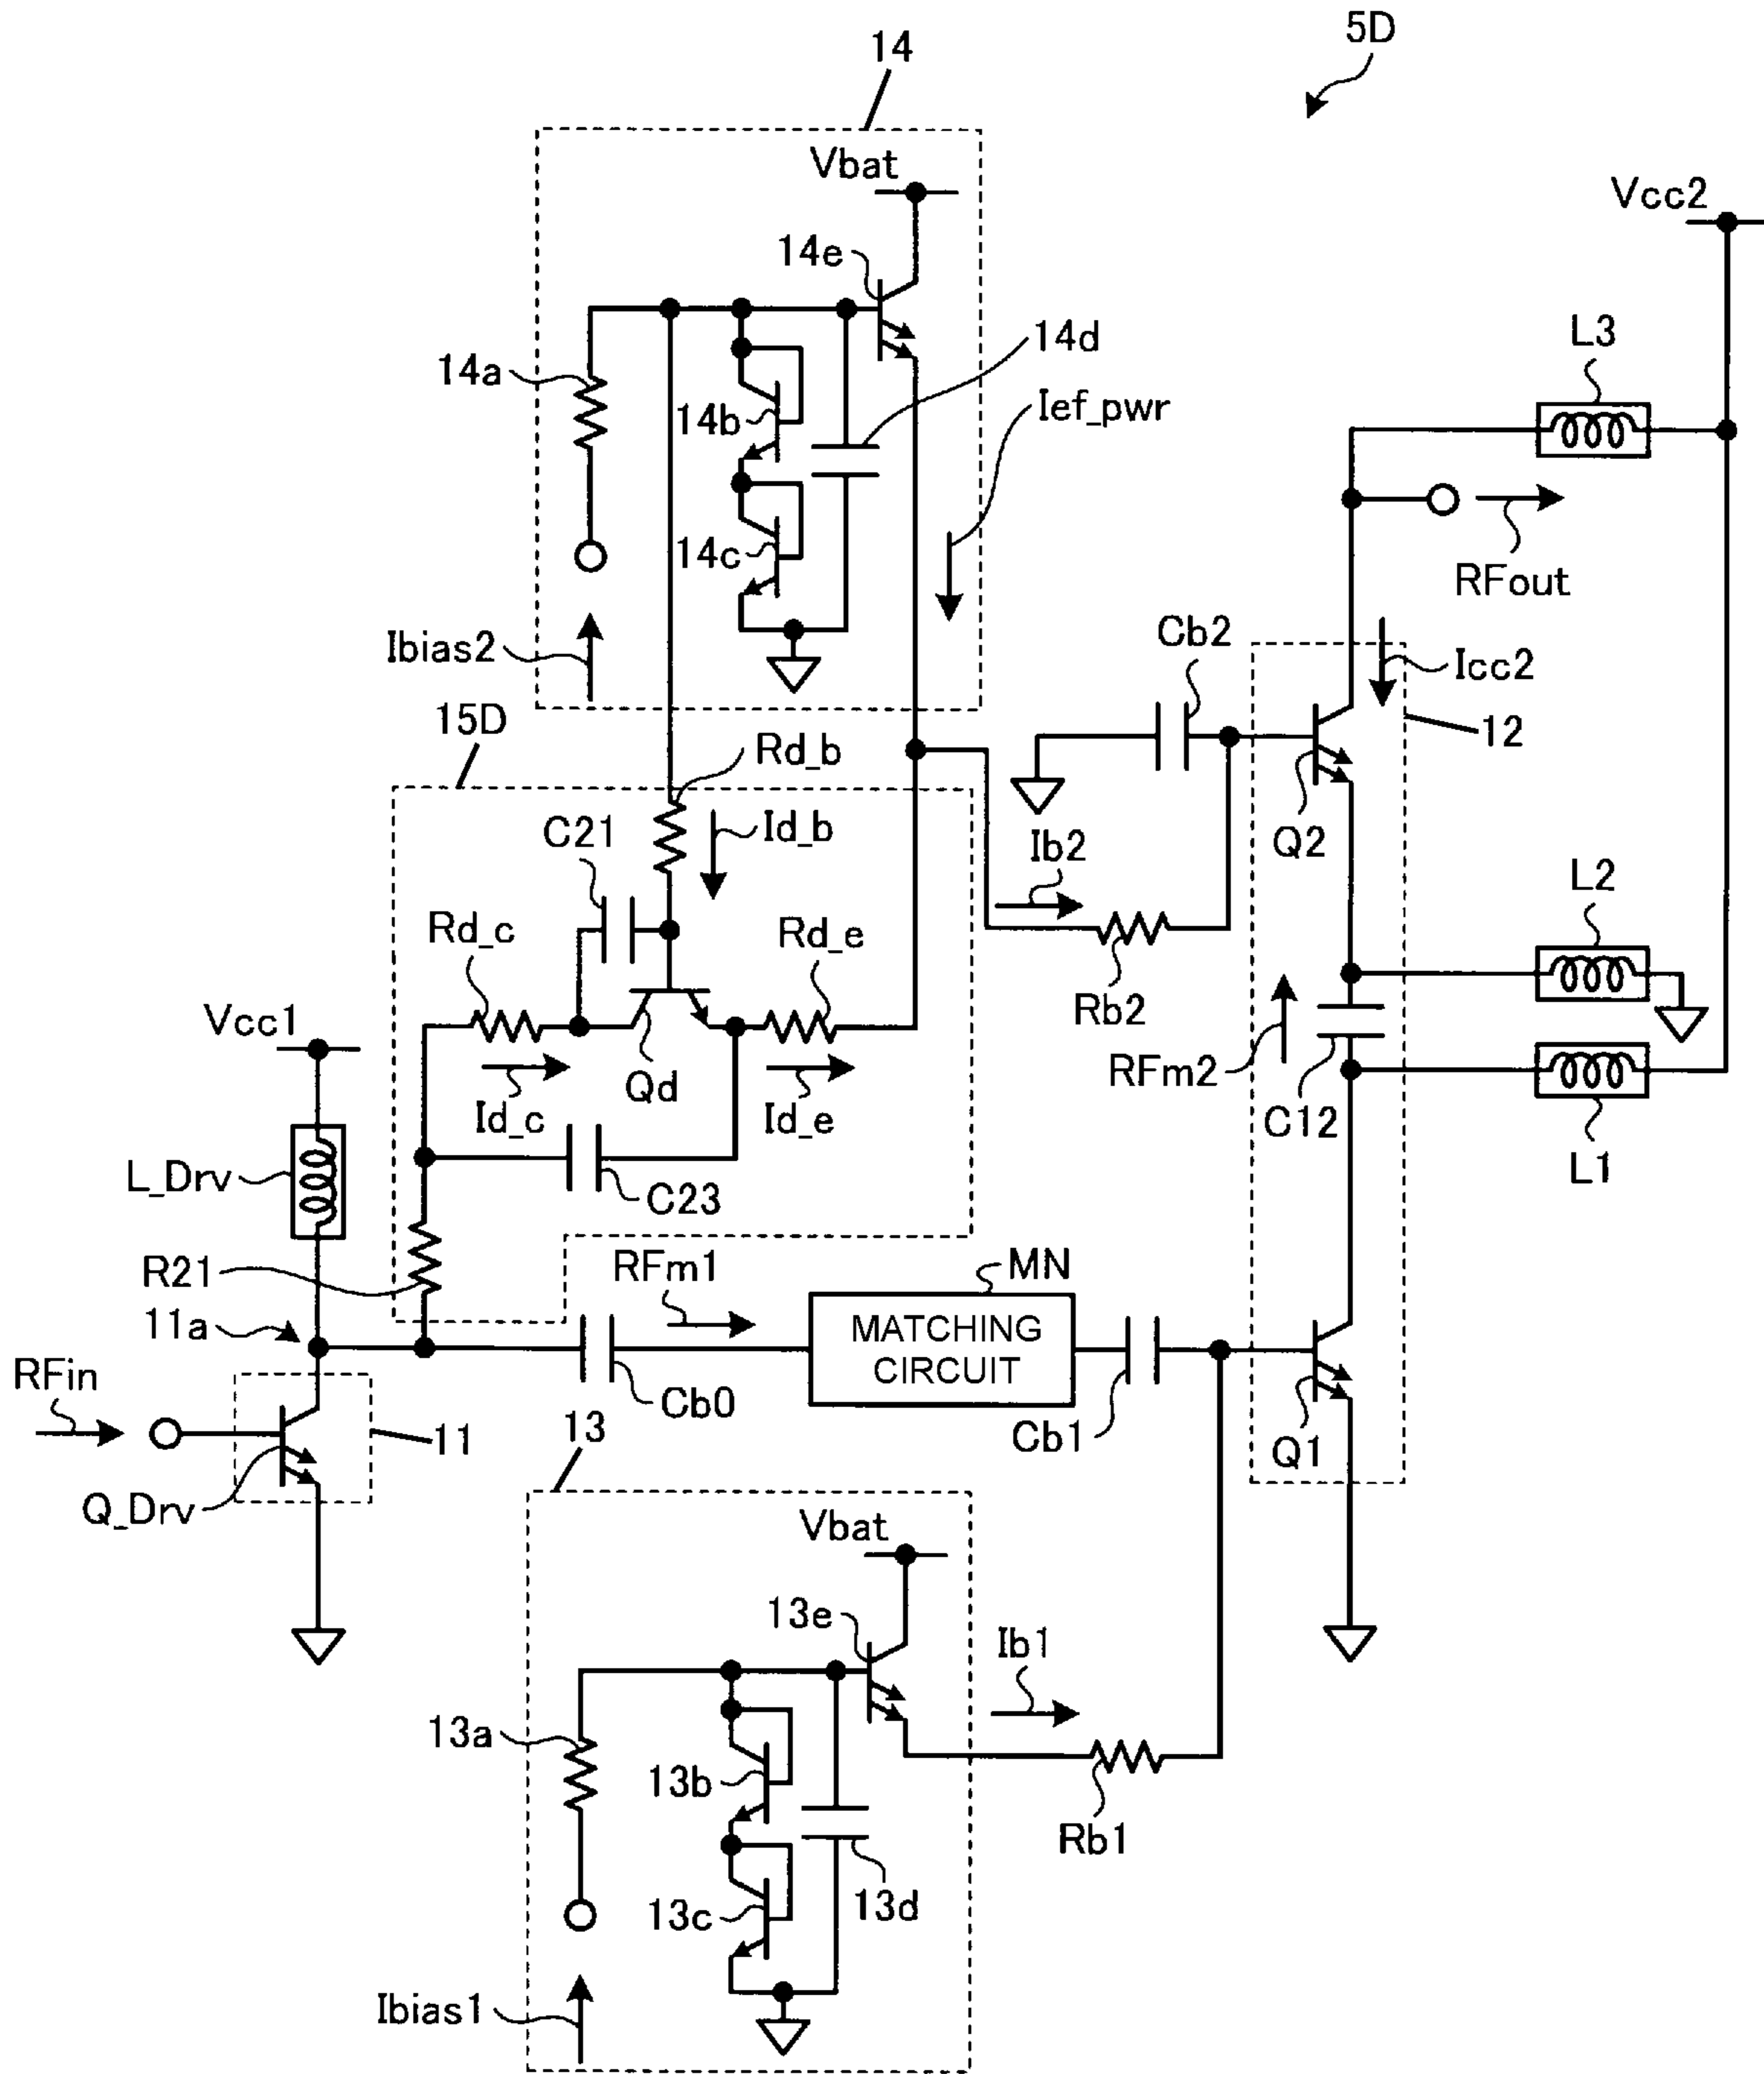 5D
14
Vbat
Vcc2
14e
L3
14d
14a
Ief_pwr
14b
14c
RFout
Cb2
Ibias2
Icc2
15D
12
Rd_b
C21
Id_b
Q2
Ib2
L2
Rd_c
Rd_e
Rb2
Vcc1
RFm2
Qd
Id_c
Id_e
C12
L1
L_Drv
C23
R21
RFm1
MN
11a
MATCHING
CIRCUIT
RFin
Cb0
13
11
Cb1
Q1
Q_Drv
Vbat
13e
Ib1
13a
13b
Rb1
13c
13d
Ibias1